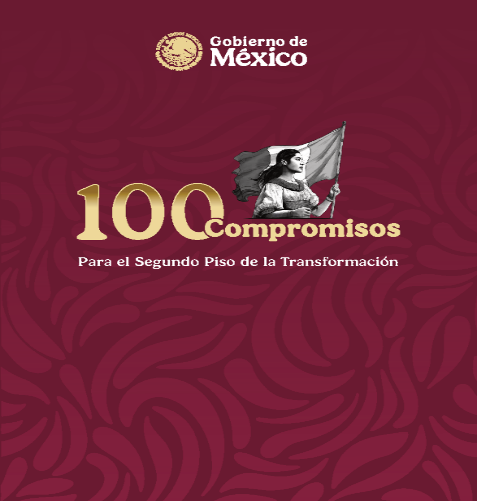 Gobierno de
México
100 Compromisos
Para el Segundo Piso de la Transformación